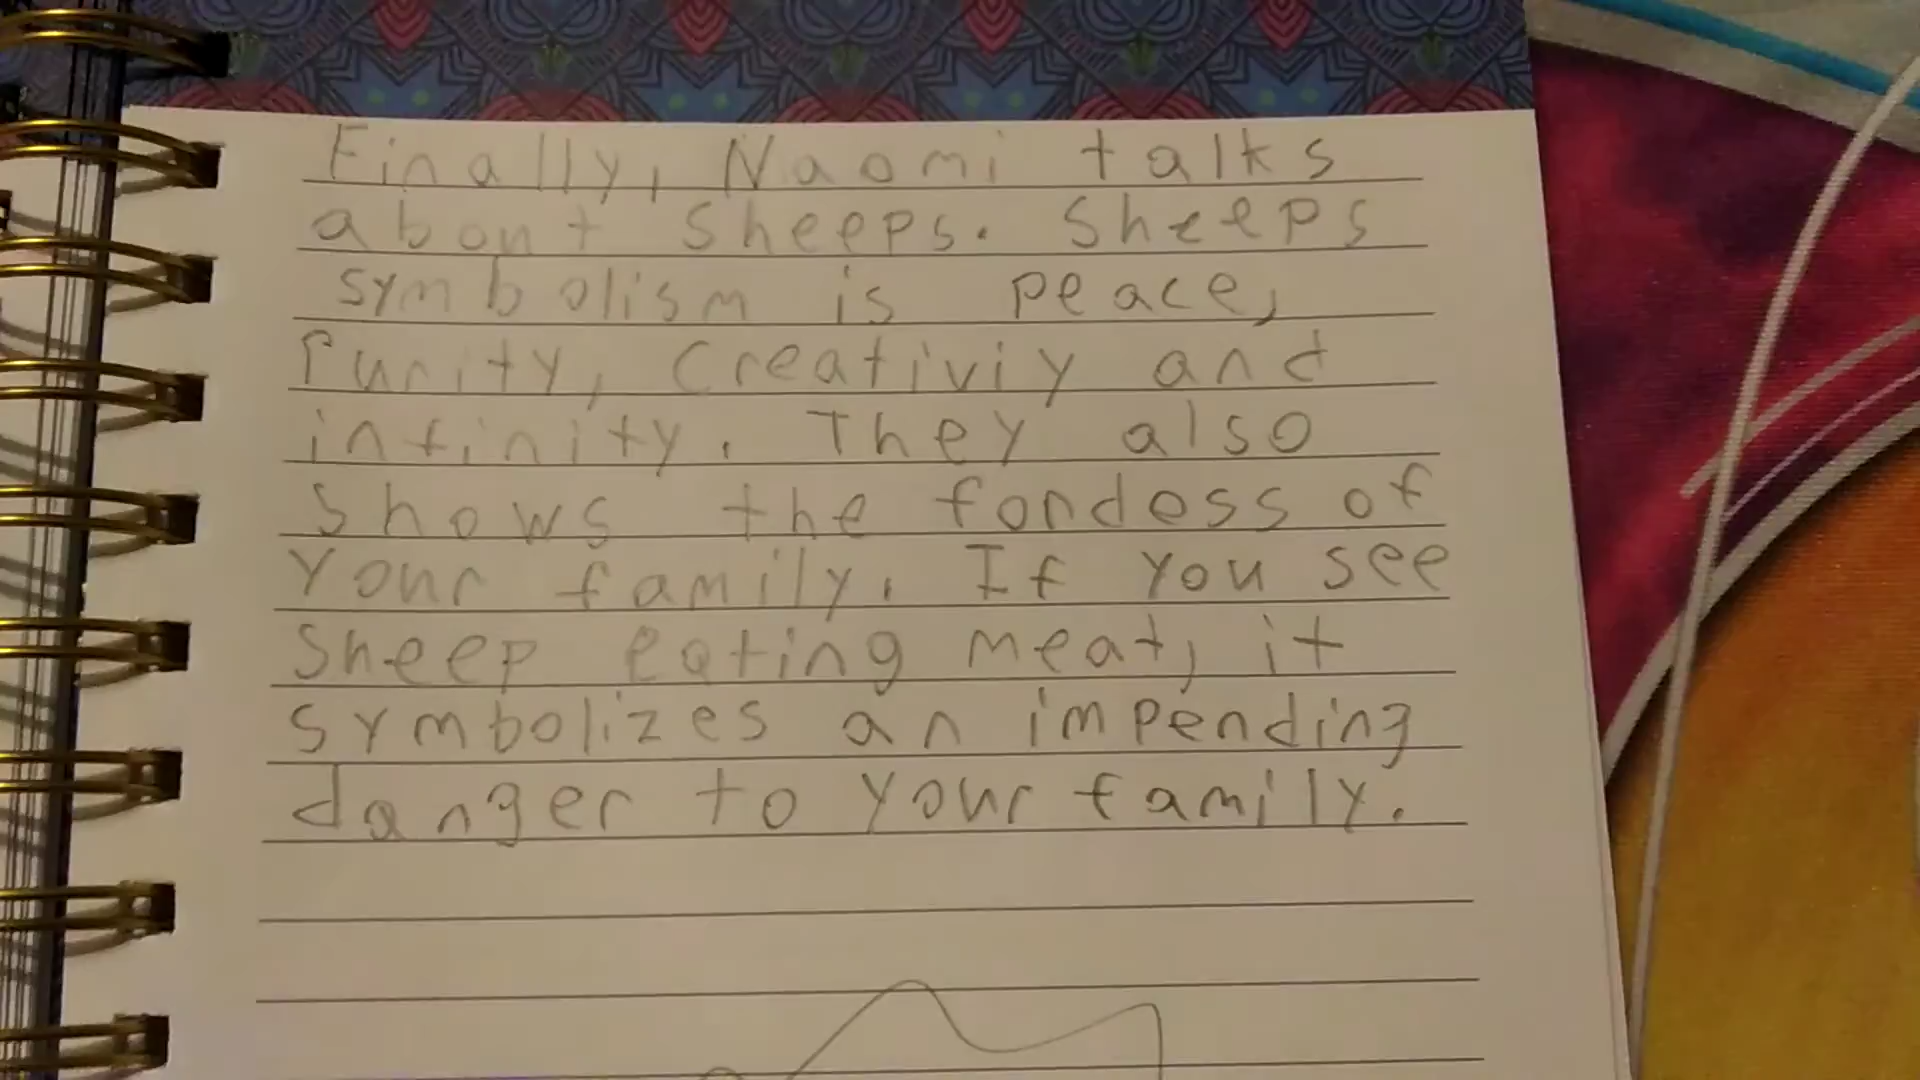 Finally, Naomi talks
about sheeps. Sheeps
symbolism is peace,
Purity, Creativiy and
infinity. They also
shows the fordess of
Your family. If you see
Sheep eating meat, it
symbolizes an impending
danger to your family.